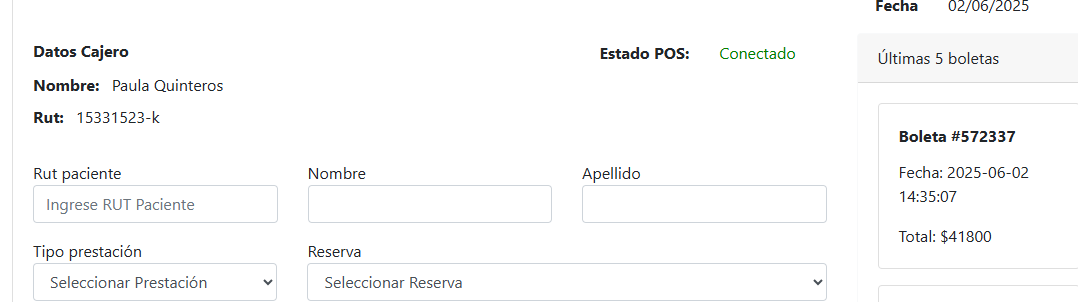 Fecha 02/06/2025
Datos Cajero
Estado POS: Conectado
Nombre: Paula Quinteros
Rut: 15331523-k
Rut paciente
Nombre
Apellido
Ingrese RUT Paciente
Tipo prestación
Reserva
Seleccionar Prestación
Seleccionar Reserva
Últimas 5 boletas
Boleta #572337
Fecha: 2025-06-02
14:35:07
Total: $41800